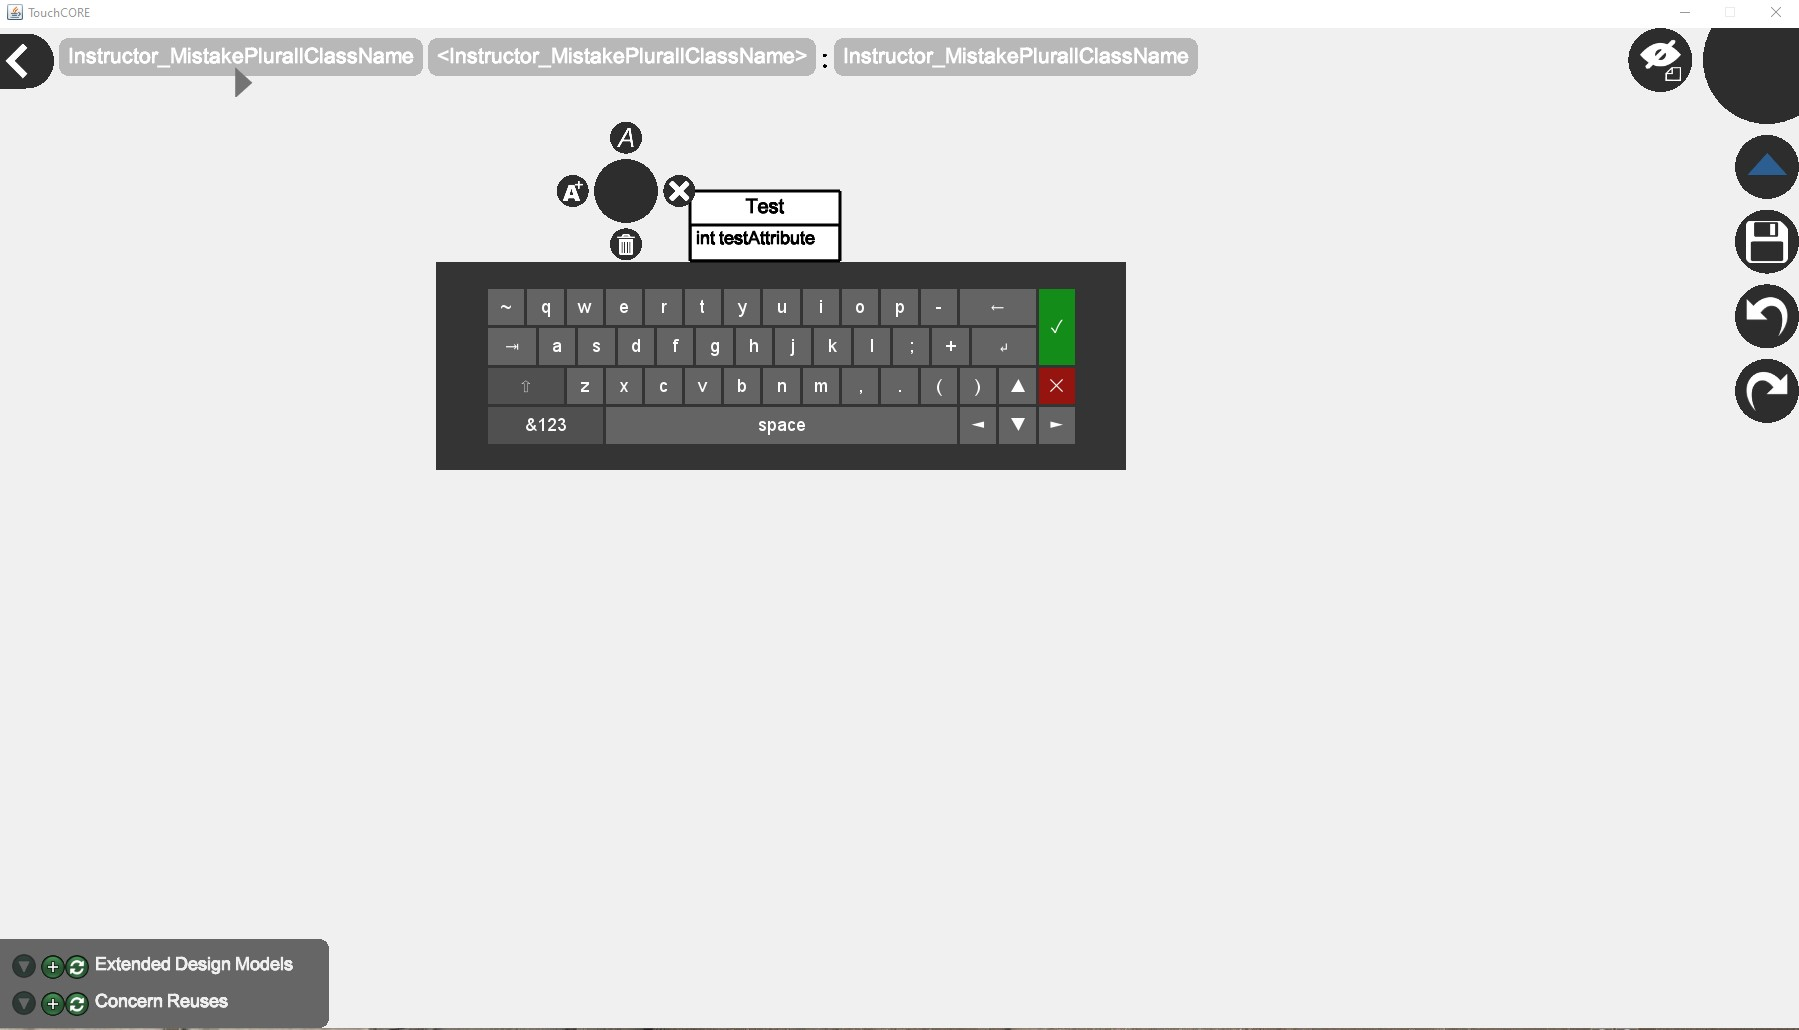 TouchCORE
Instructor_MistakePlurallClassName <Instructor_MistakePlurallClassName> : Instructor_MistakePlurallClassName
A
A+
Test
int testAttribute
~ q w e r t y u i o p - ←
⇥ a s d f g h j k l ; + ↲ ✓
⇧ z x c v b n m , . ( ) ▲ ✕
&123 space ◄ ▼ ►
Extended Design Models
Concern Reuses